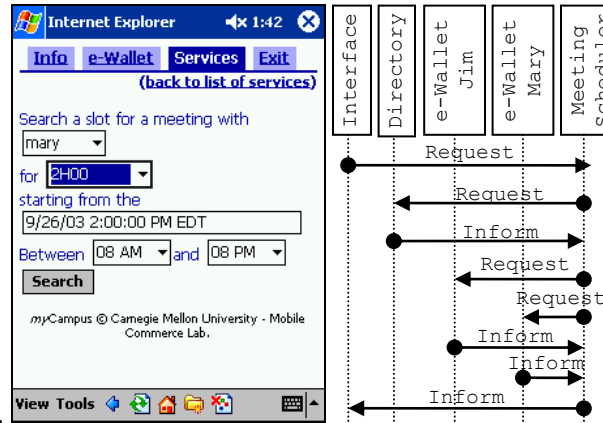 Internet Explorer 1:42
Info e-Wallet Services Exit
(back to list of services)
Search a slot for a meeting with
mary
for 2H00
starting from the
9/26/03 2:00:00 PM EDT
Between 08 AM and 08 PM
Search
myCampus © Carnegie Mellon University - Mobile
Commerce Lab.
View Tools
Interface
Directory
e-Wallet
Jim
e-Wallet
Mary
Meeting
Scheduler
Request
Request
Inform
Request
Request
Inform
Inform
Inform